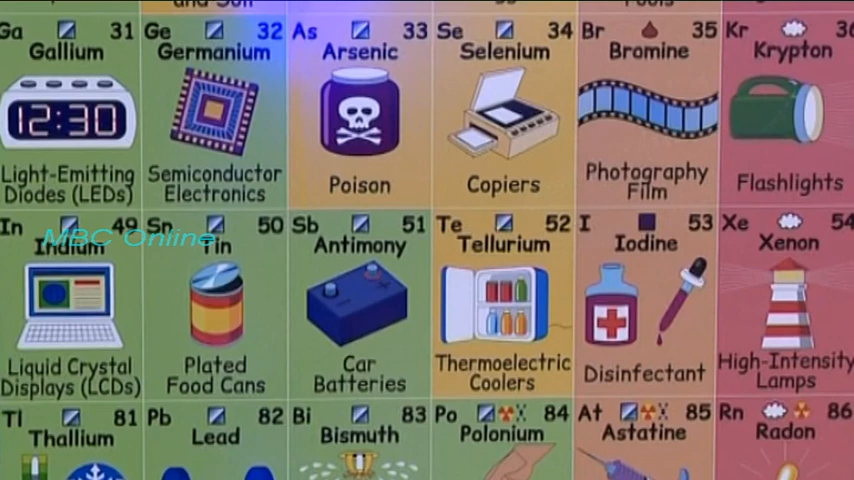 and Soil
Ga 31
Gallium
12:30
Light-Emitting
Diodes (LEDs)
Ge 32
Germanium
Semiconductor
Electronics
As 33
Arsenic
Poison
Se 34
Selenium
Copiers
Br 35
Bromine
Photography
Film
Kr 36
Krypton
Flashlights
In 49
Indium
Liquid Crystal
Displays (LCDs)
MBC Online
Sn 50
Tin
Plated
Food Cans
Sb 51
Antimony
Car
Batteries
Te 52
Tellurium
Thermoelectric
Coolers
I 53
Iodine
Disinfectant
Xe 54
Xenon
High-Intensity
Lamps
Tl 81
Thallium
Pb 82
Lead
Bi 83
Bismuth
Po 84
Polonium
At 85
Astatine
Rn 86
Radon